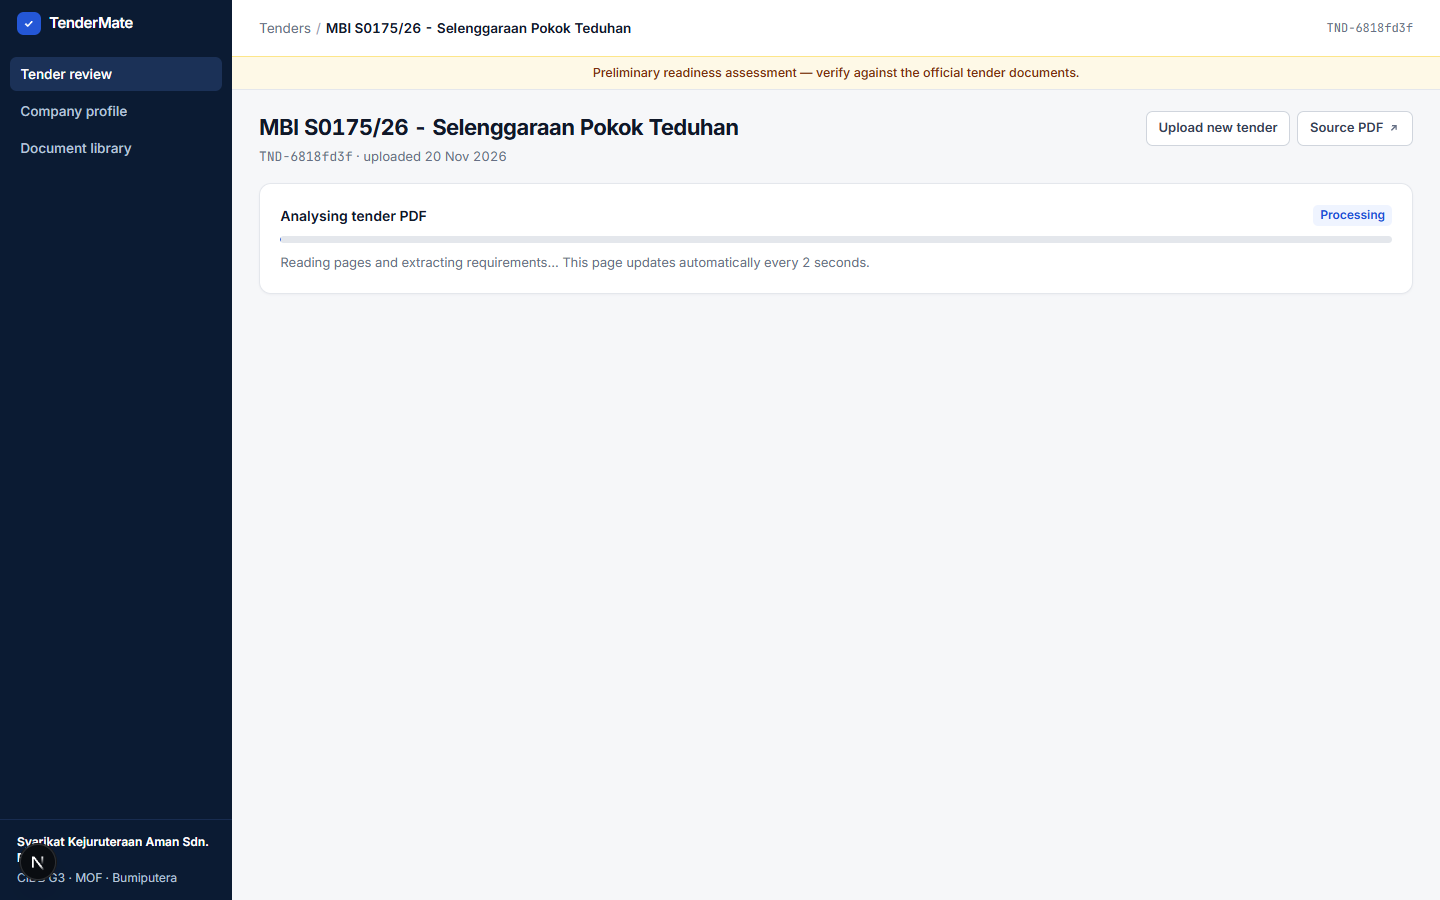 TenderMate
Tender review
Company profile
Document library
Syarikat Kejuruteraan Aman Sdn.
G3 · MOF · Bumiputera
Tenders / MBI S0175/26 - Selenggaraan Pokok Teduhan
TND-6818fd3f
Preliminary readiness assessment — verify against the official tender documents.
MBI S0175/26 - Selenggaraan Pokok Teduhan
TND-6818fd3f · uploaded 20 Nov 2026
Upload new tender
Source PDF ↗
Analysing tender PDF
Processing
Reading pages and extracting requirements... This page updates automatically every 2 seconds.